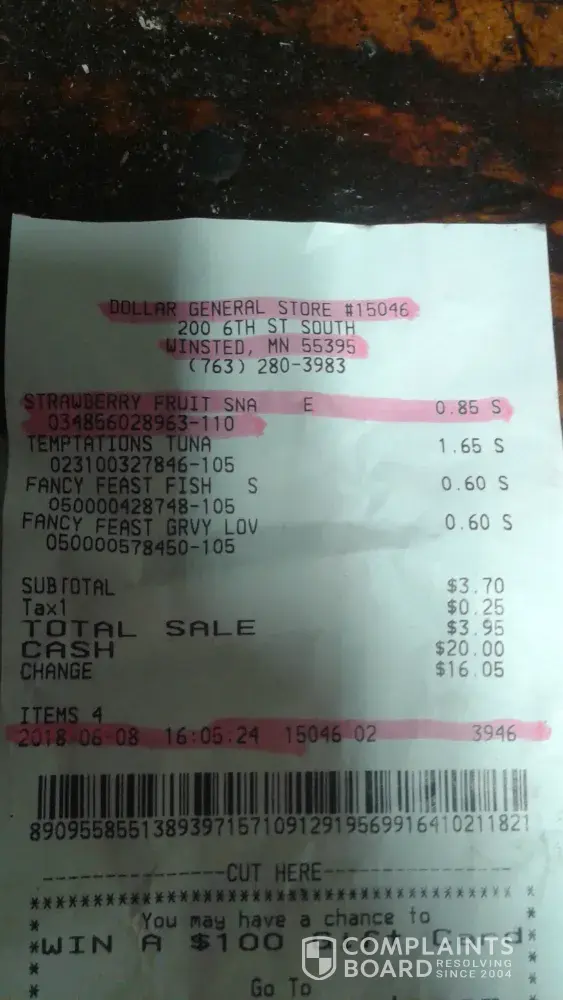 DOLLAR GENERAL STORE #15046
200 6TH ST SOUTH
WINSTED, MN 55395
(763) 280-3983
STRAWBERRY FRUIT SNA E 0.85 S
034856028963-110
TEMPTATIONS TUNA 1.65 S
023100327846-105
FANCY FEAST FISH S 0.60 S
050000428748-105
FANCY FEAST GRVY LOV 0.60 S
050000578450-105
SUBTOTAL $3.70
Tax1 $0.25
TOTAL SALE $3.95
CASH $20.00
CHANGE $16.05
ITEMS 4
2018-06-08 16:05:24 15046 02 3946
89095585513893971571091291956991641021 1821
---------------CUT HERE---------------
You may have a chance to
*WIN A $100 Gift Card*
Go To
COMPLAINTS BOARD
RESOLVING SINCE 2004